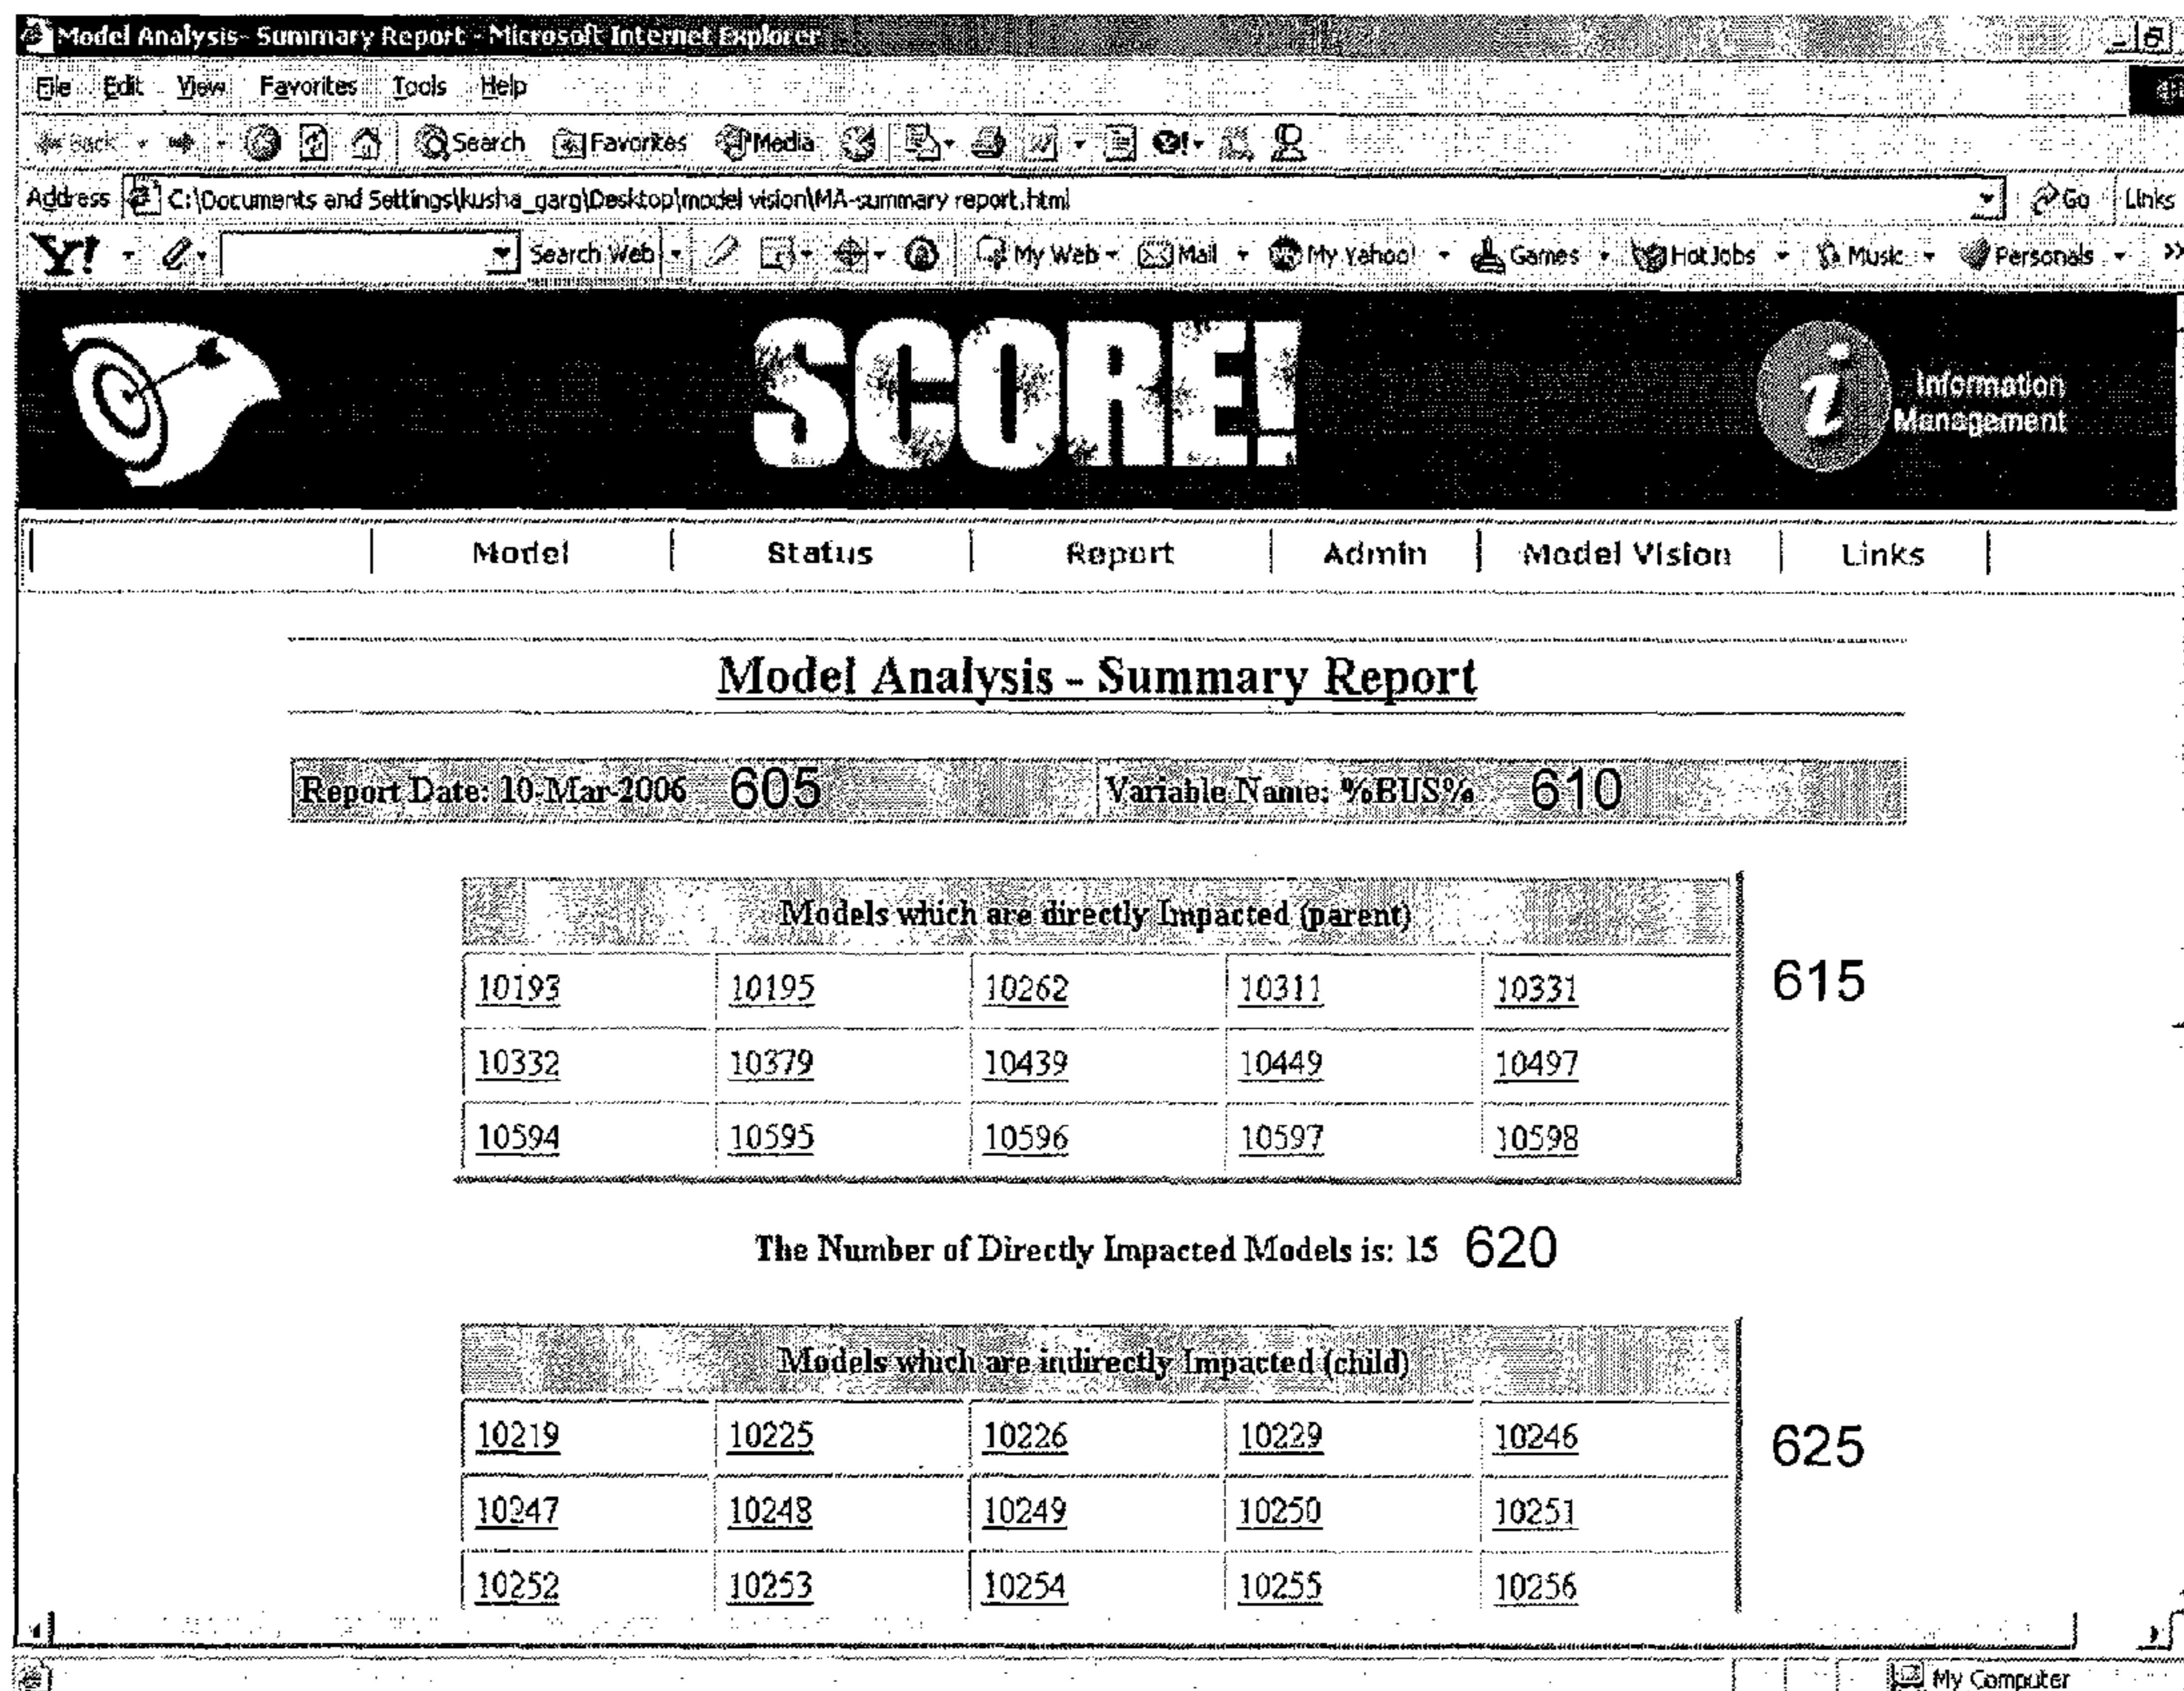 Model Analysis- Summary Report - Microsoft Internet Explorer
File Edit View Favorites Tools Help
Back Search Favorites Media
Address C:\Documents and Settings\kusha_garg\Desktop\model vision\MA-summary report.html Go Links
Y! Search Web My Web Mail My Yahoo! Games HotJobs Music Personals »
SCORE!
i Information
Management
Model Status Report Admin Model Vision Links
Model Analysis - Summary Report
Report Date: 10-Mar-2006 605 Variable Name: %BUS% 610
Models which are directly Impacted (parent)
10193 10195 10262 10311 10331 615
10332 10379 10439 10449 10497
10594 10595 10596 10597 10598
The Number of Directly Impacted Models is: 15 620
Models which are indirectly Impacted (child)
10219 10225 10226 10229 10246 625
10247 10248 10249 10250 10251
10252 10253 10254 10255 10256
My Computer